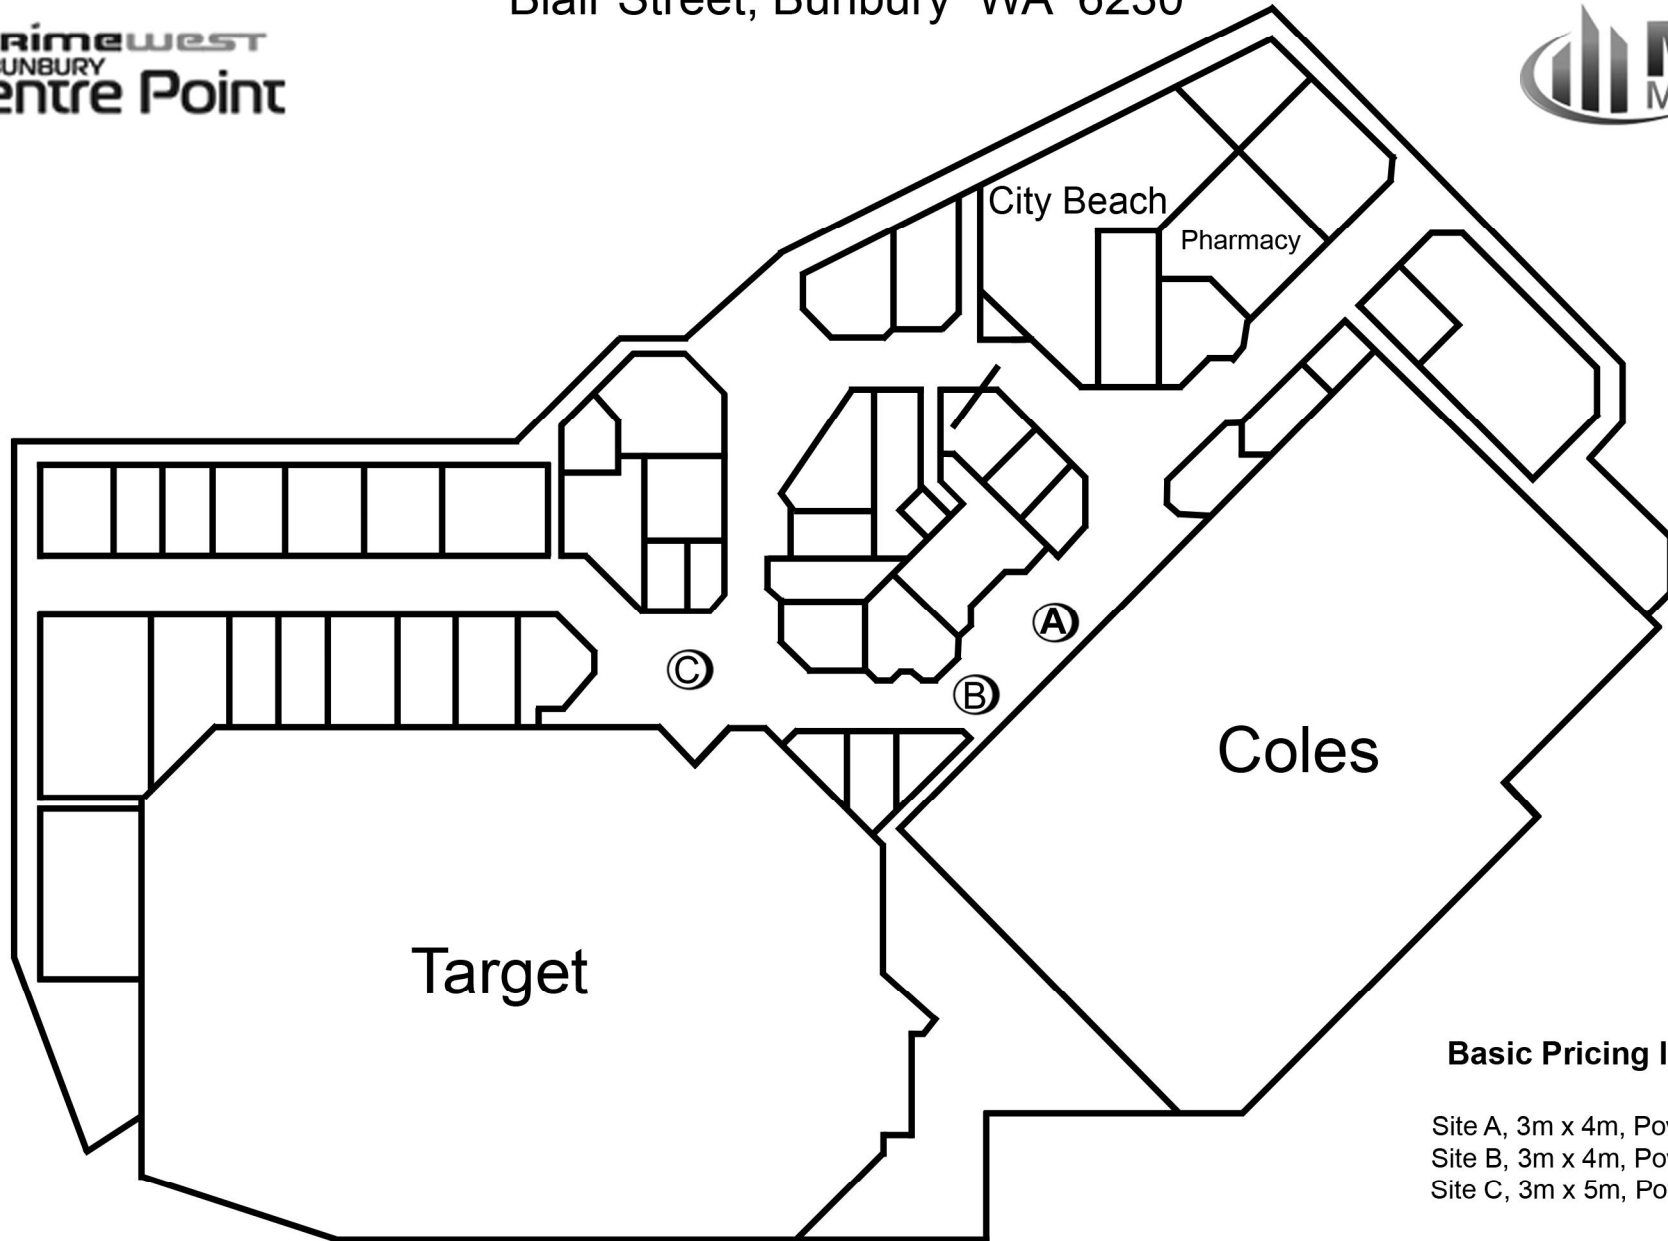 Blair Street, Bunbury WA 6230
BUNBURY
Centre Point
City Beach
Pharmacy
A
C
B
Coles
Target
Basic Pricing
Site A, 3m x 4m,
Site B, 3m x 4m,
Site C, 3m x 5m,